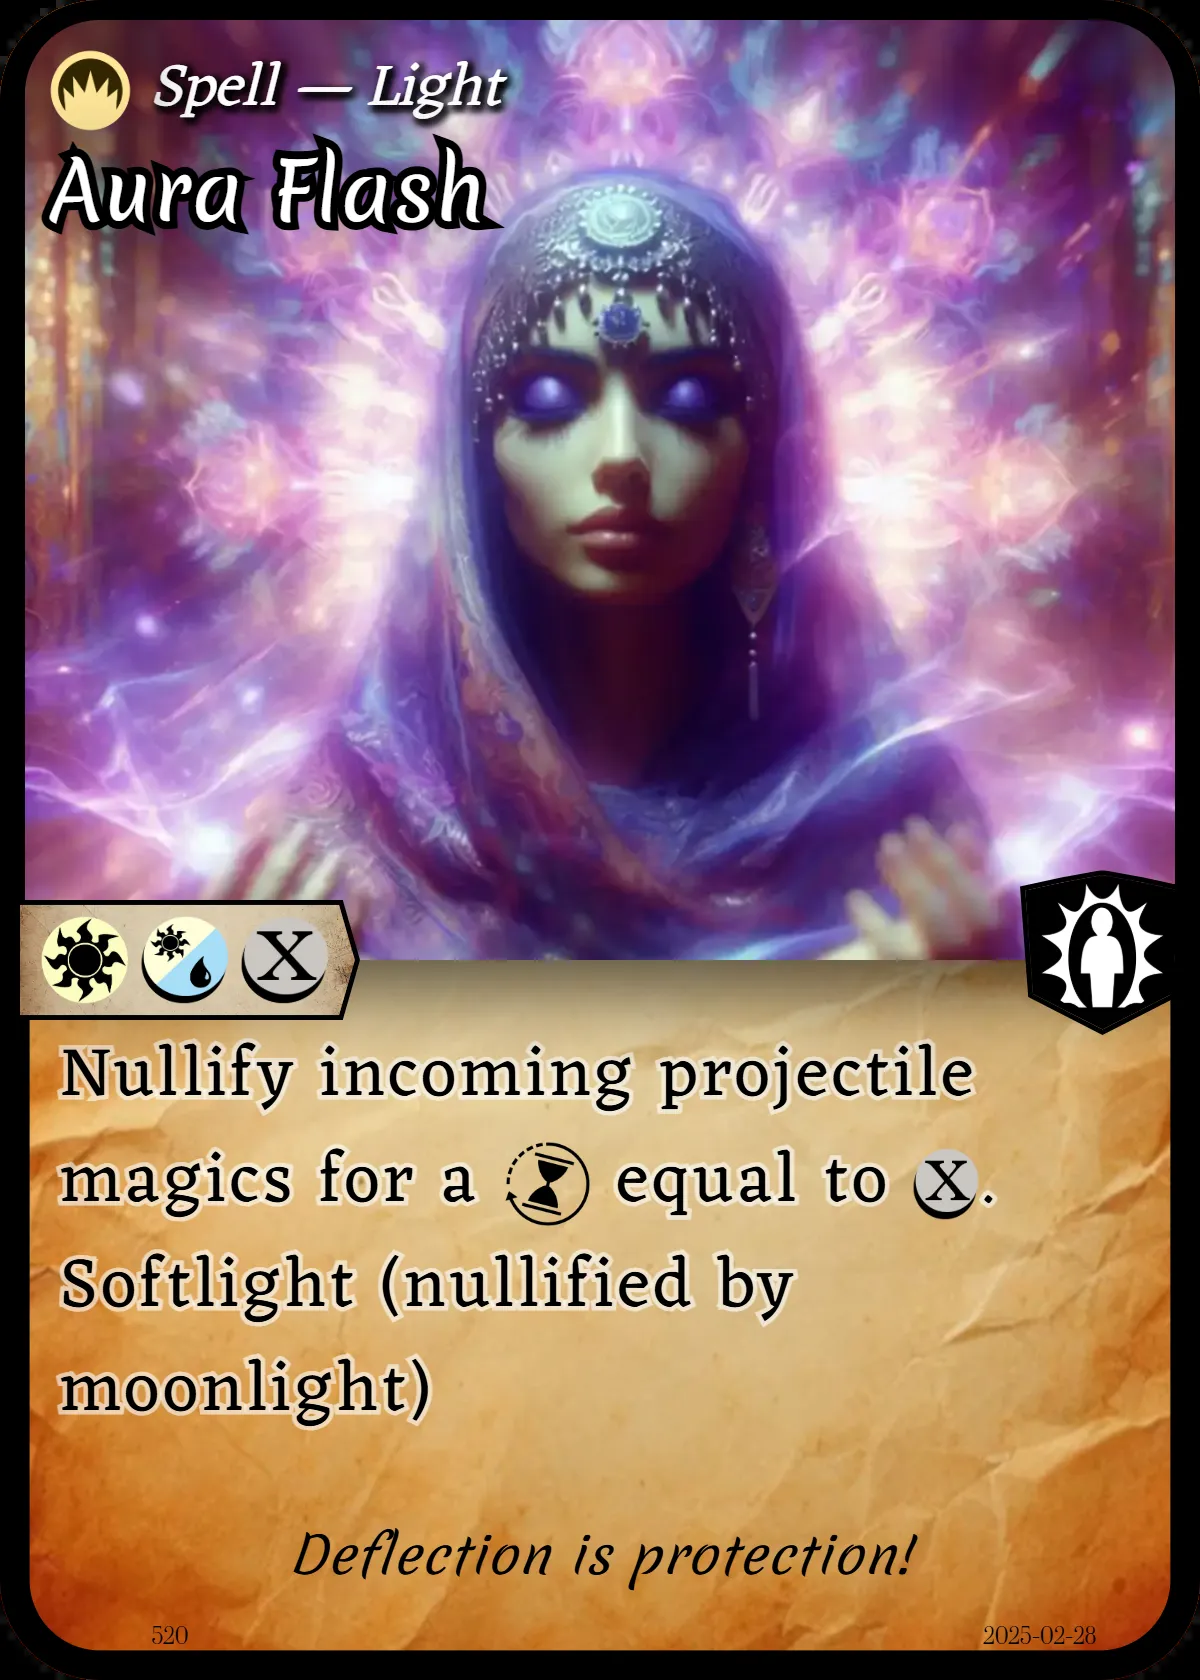 Spell — Light
Aura Flash
X
Nullify incoming projectile
magics for a equal to X.
Softlight (nullified by
moonlight)
Deflection is protection!
520 2025-02-28